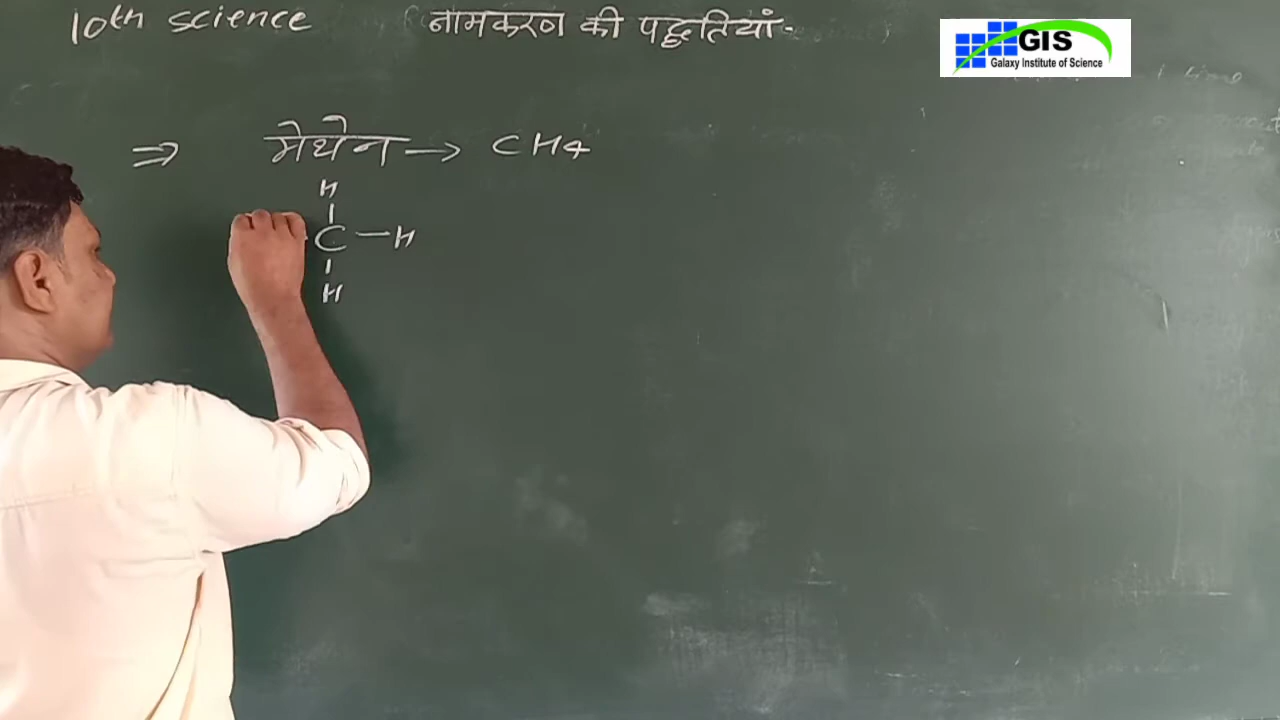 10th science नामकरण की पद्धतियां-
GIS
Galaxy Institute of Science
⇒ मेथेन → CH4
H
C — H
H